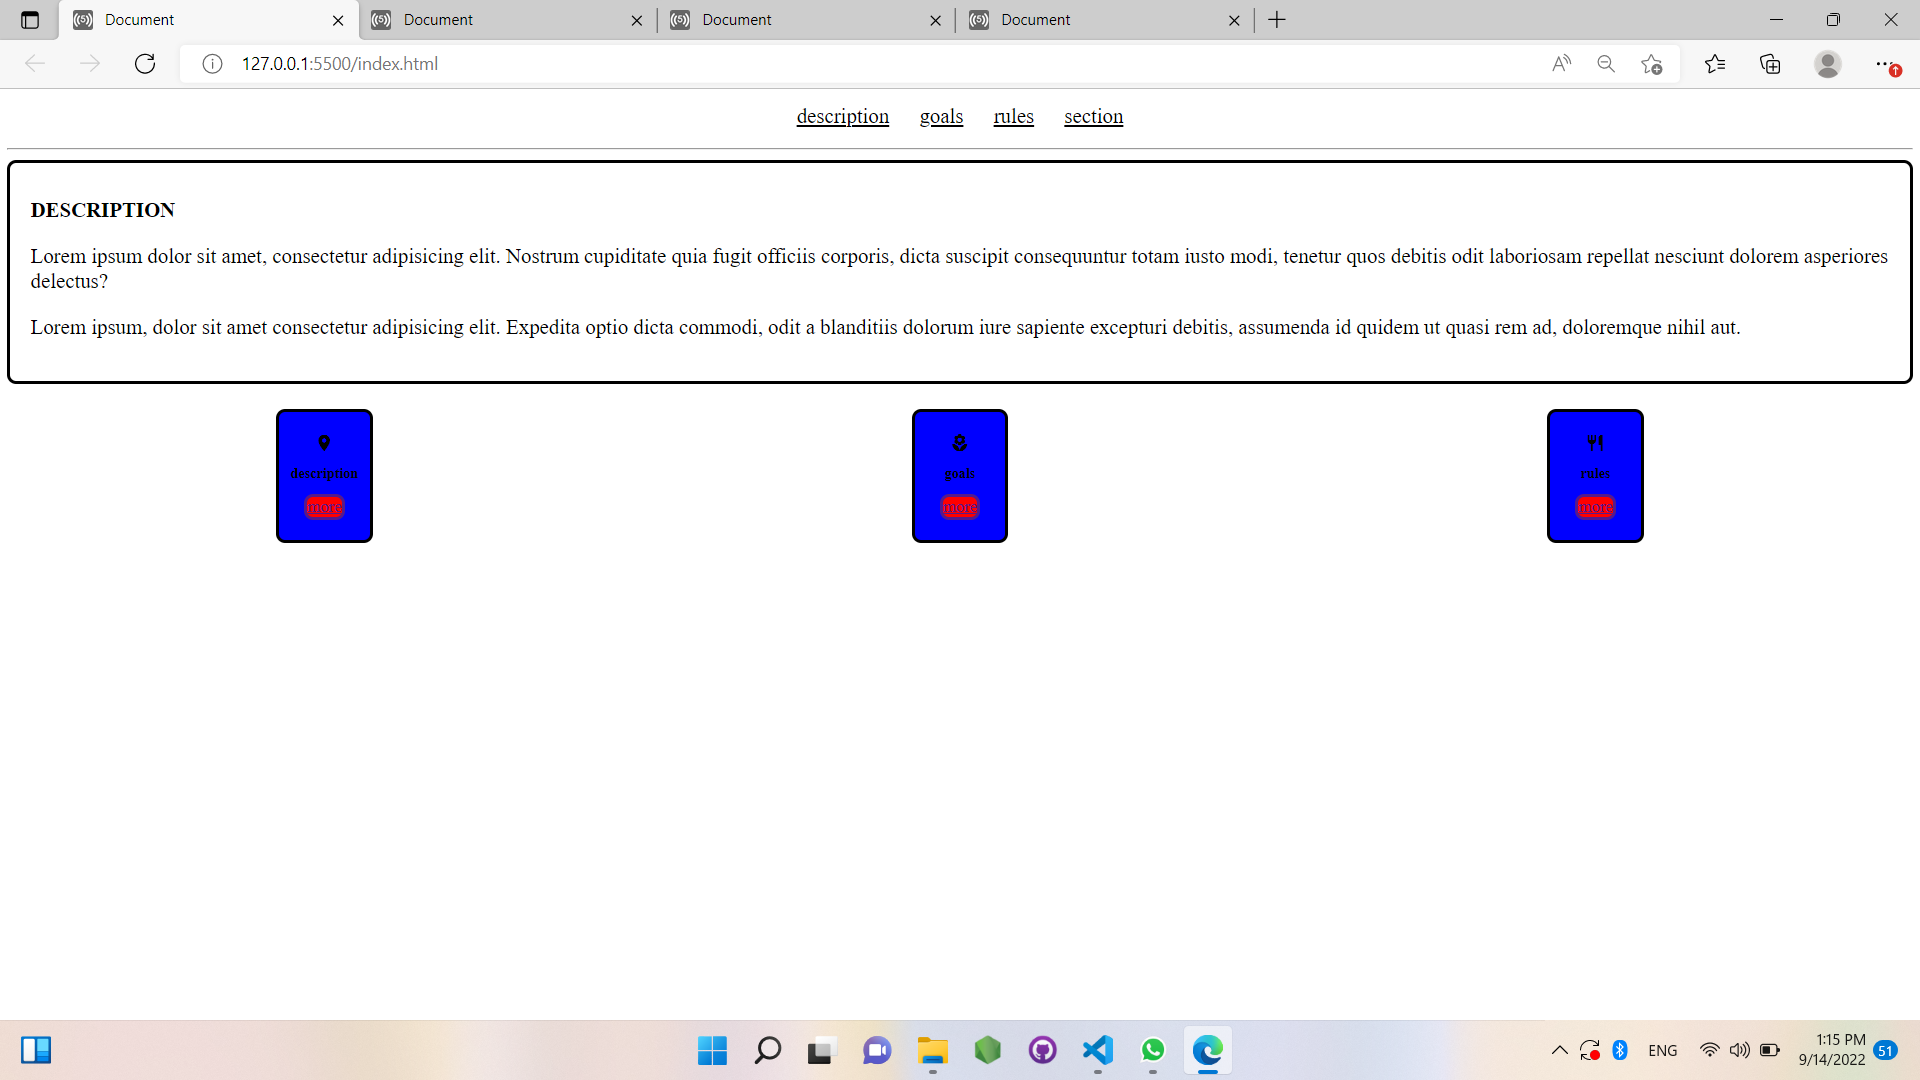 Document
Document
Document
Document
127.0.0.1:5500/index.html
description goals rules section
DESCRIPTION
Lorem ipsum dolor sit amet, consectetur adipisicing elit. Nostrum cupiditate quia fugit officiis corporis, dicta suscipit consequuntur totam iusto modi, tenetur quos debitis odit laboriosam repellat nesciunt dolorem asperiores
delectus?
Lorem ipsum, dolor sit amet consectetur adipisicing elit. Expedita optio dicta commodi, odit a blanditiis dolorum iure sapiente excepturi debitis, assumenda id quidem ut quasi rem ad, doloremque nihil aut.
description
more
goals
more
rules
more
ENG
1:15 PM
9/14/2022
51